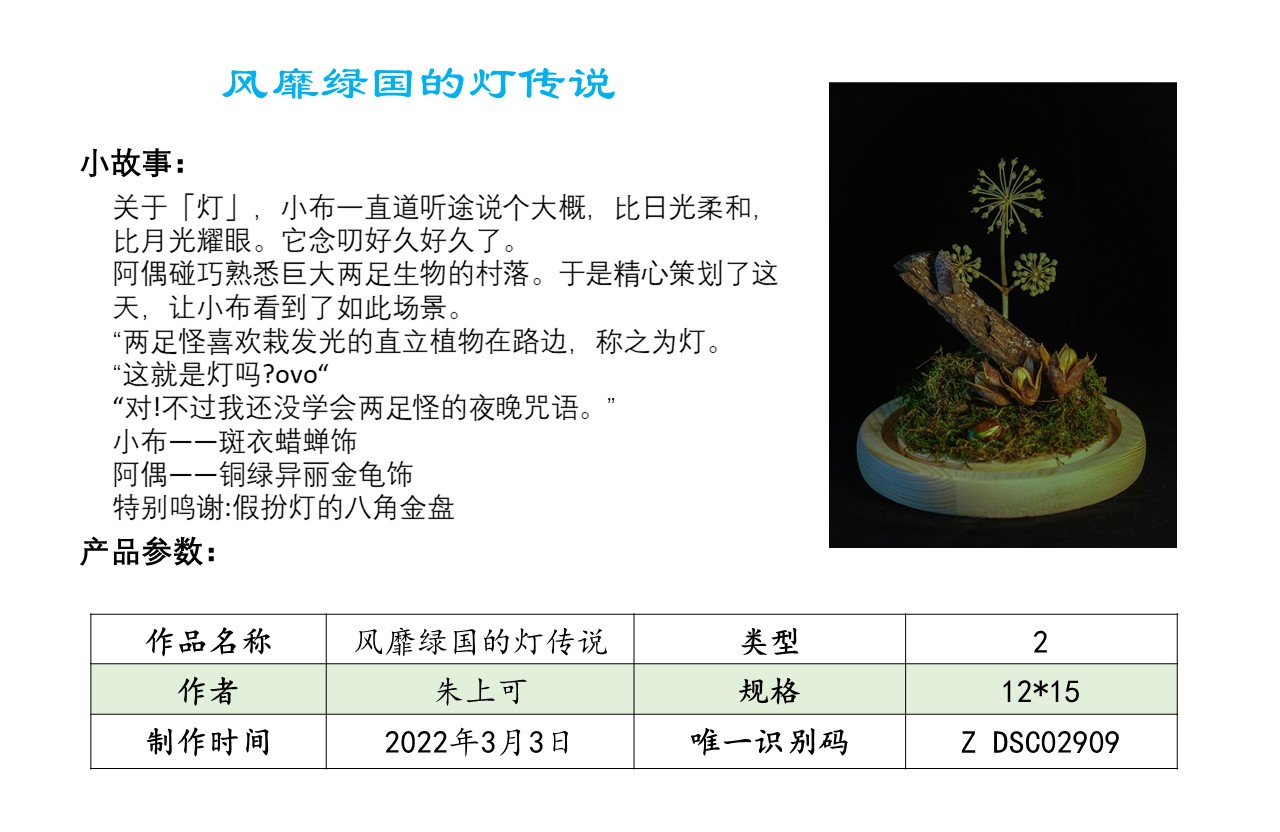 风靡绿国的灯传说
小故事：
关于「灯」，小布一直道听途说个大概，比日光柔和，
比月光耀眼。它念叨好久好久了。
阿偶碰巧熟悉巨大两足生物的村落。于是精心策划了这
天，让小布看到了如此场景。
“两足怪喜欢栽发光的直立植物在路边，称之为灯。
“这就是灯吗?ovo“
“对!不过我还没学会两足怪的夜晚咒语。”
小布——斑衣蜡蝉饰
阿偶——铜绿异丽金龟饰
特别鸣谢:假扮灯的八角金盘
产品参数：
作品名称 风靡绿国的灯传说 类型 2
作者 朱上可 规格 12*15
制作时间 2022年3月3日 唯一识别码 Z DSC02909